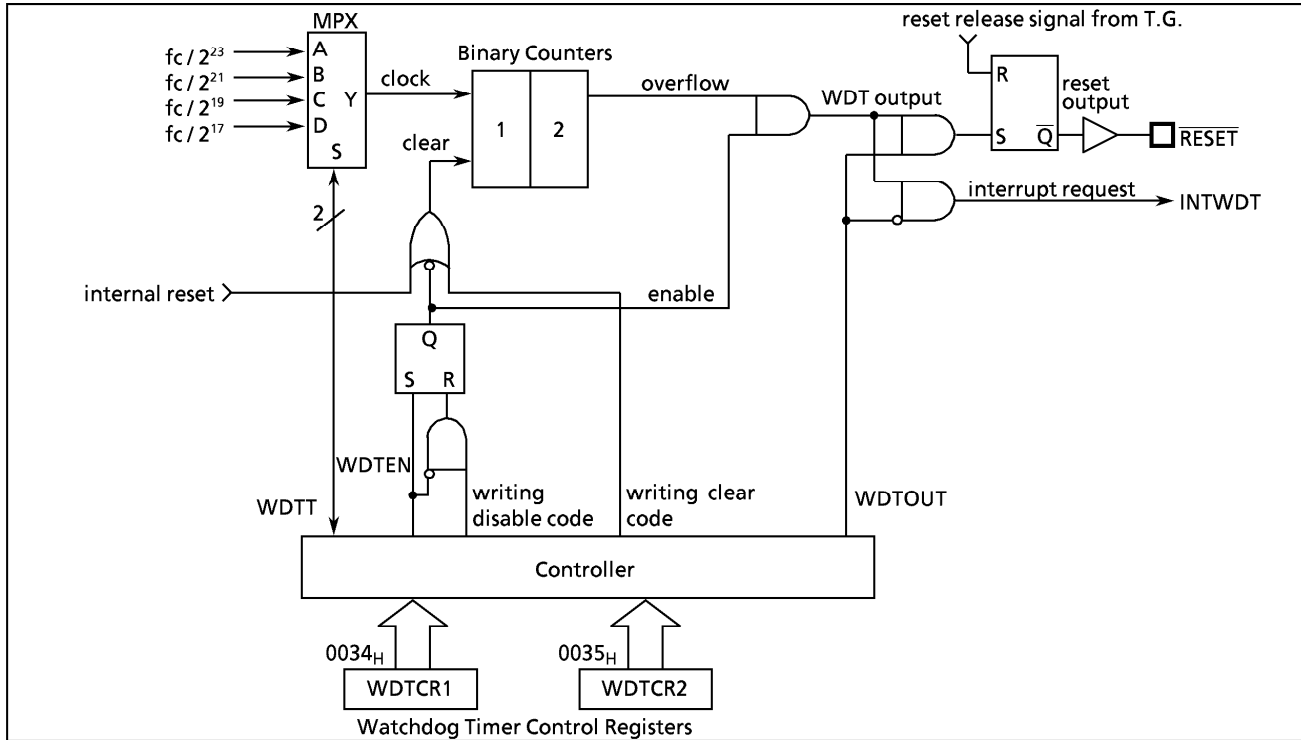 MPX
reset release signal from T.G.
fc / 2²³
fc / 2²¹
fc / 2¹⁹
fc / 2¹⁷
A
B
C
D
Y
S
clock
Binary Counters
1
2
overflow
WDT output
R
S
Q̅
reset
output
R̅E̅S̅E̅T̅
clear
interrupt request
INTWDT
2
internal reset
enable
Q
S
R
WDTEN
WDTT
writing
disable code
writing clear
code
WDTOUT
Controller
0034H
0035H
WDTCR1
WDTCR2
Watchdog Timer Control Registers